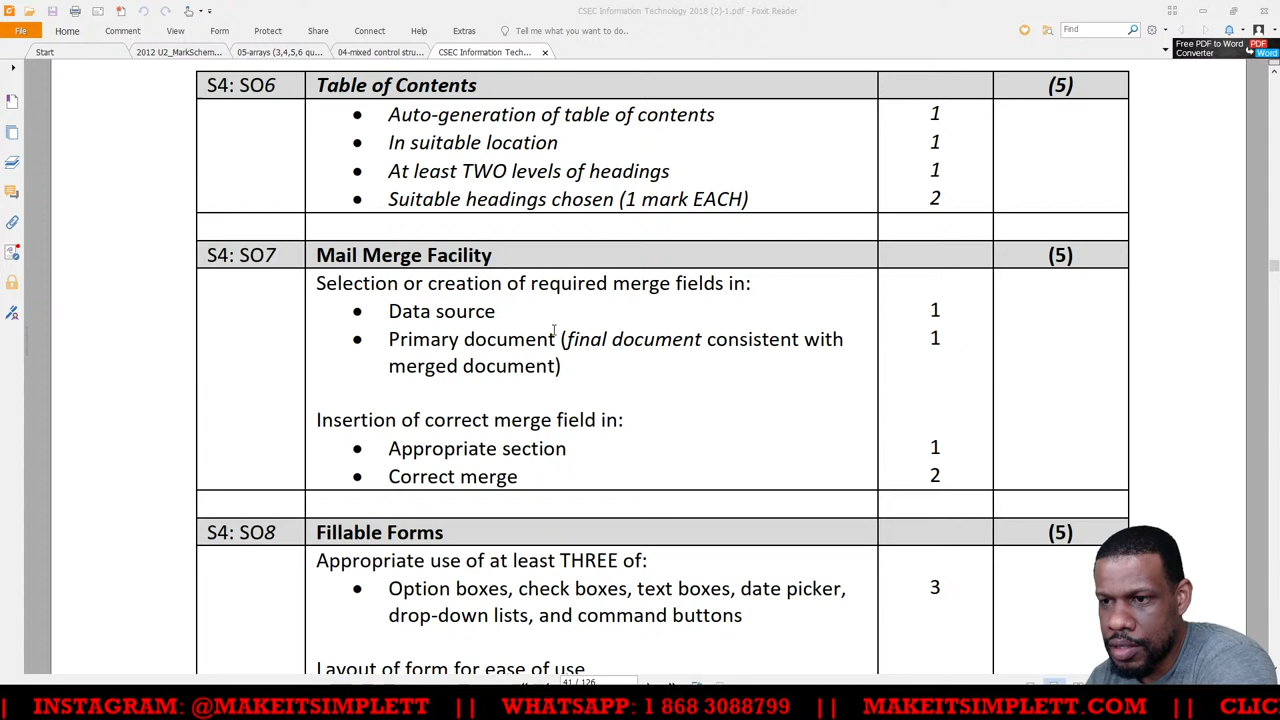 CSEC Information Technology 2018 (2)-1.pdf - Foxit Reader
File Home Comment View Form Protect Share Connect Help Extras Tell me what you want to do.. Find
Start 2012 U2_MarkSchem... 05-arrays (3,4,5,6 qu... 04-mixed control stru... CSEC Information Tech... ×
Free PDF to Word Converter PDF Word
S4: SO6 Table of Contents (5)
• Auto-generation of table of contents 1
• In suitable location 1
• At least TWO levels of headings 1
• Suitable headings chosen (1 mark EACH) 2
S4: SO7 Mail Merge Facility (5)
Selection or creation of required merge fields in:
• Data source 1
• Primary document (final document consistent with 1
merged document)
Insertion of correct merge field in:
• Appropriate section 1
• Correct merge 2
S4: SO8 Fillable Forms (5)
Appropriate use of at least THREE of:
• Option boxes, check boxes, text boxes, date picker, 3
drop-down lists, and command buttons
Layout of form for ease of use
41 / 126
INSTAGRAM: @MAKEITSIMPLETT || WHATSAPP: 1 868 3088799 || MAKEITSIMPLETT.COM || CLIC